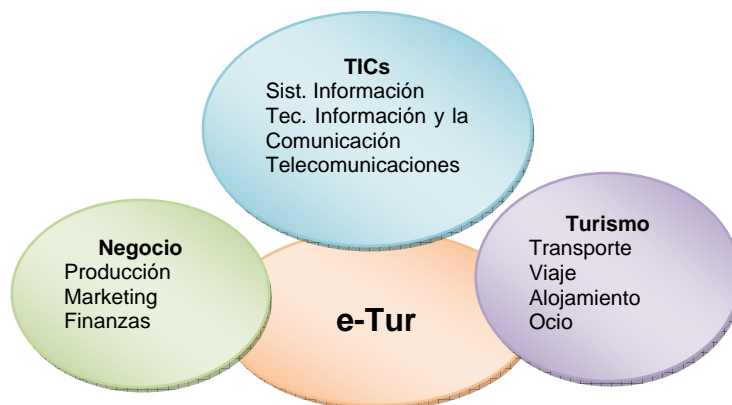 TICs
Sist. Información
Tec. Información y la
Comunicación
Telecomunicaciones
Negocio
Producción
Marketing
Finanzas
e-Tur
Turismo
Transporte
Viaje
Alojamiento
Ocio